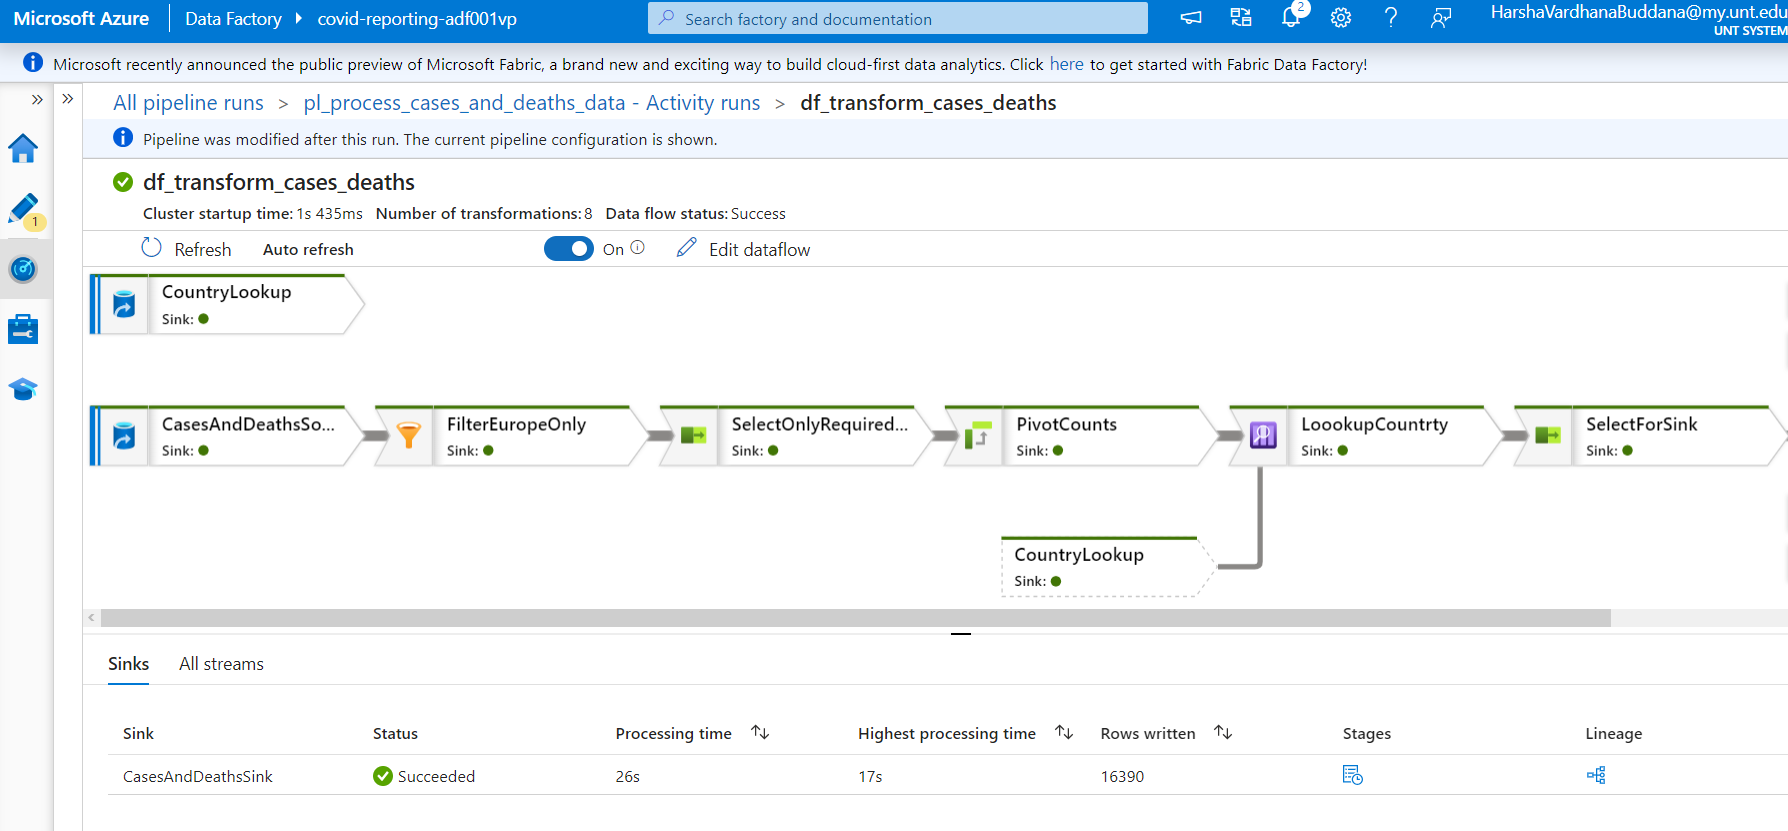 Microsoft Azure Data Factory covid-reporting-adf001vp Search factory and documentation 2 HarshaVardhanaBuddana@my.unt.edu
UNT SYSTEM
Microsoft recently announced the public preview of Microsoft Fabric, a brand new and exciting way to build cloud-first data analytics. Click here to get started with Fabric Data Factory!
All pipeline runs > pl_process_cases_and_deaths_data - Activity runs > df_transform_cases_deaths
Pipeline was modified after this run. The current pipeline configuration is shown.
df_transform_cases_deaths
Cluster startup time: 1s 435ms Number of transformations: 8 Data flow status: Success
1
Refresh Auto refresh On Edit dataflow
CountryLookup
Sink:
CasesAndDeathsSo... FilterEuropeOnly SelectOnlyRequired... PivotCounts LoookupCountrty SelectForSink
Sink: Sink: Sink: Sink: Sink: Sink:
CountryLookup
Sink:
Sinks All streams
Sink Status Processing time Highest processing time Rows written Stages Lineage
CasesAndDeathsSink Succeeded 26s 17s 16390